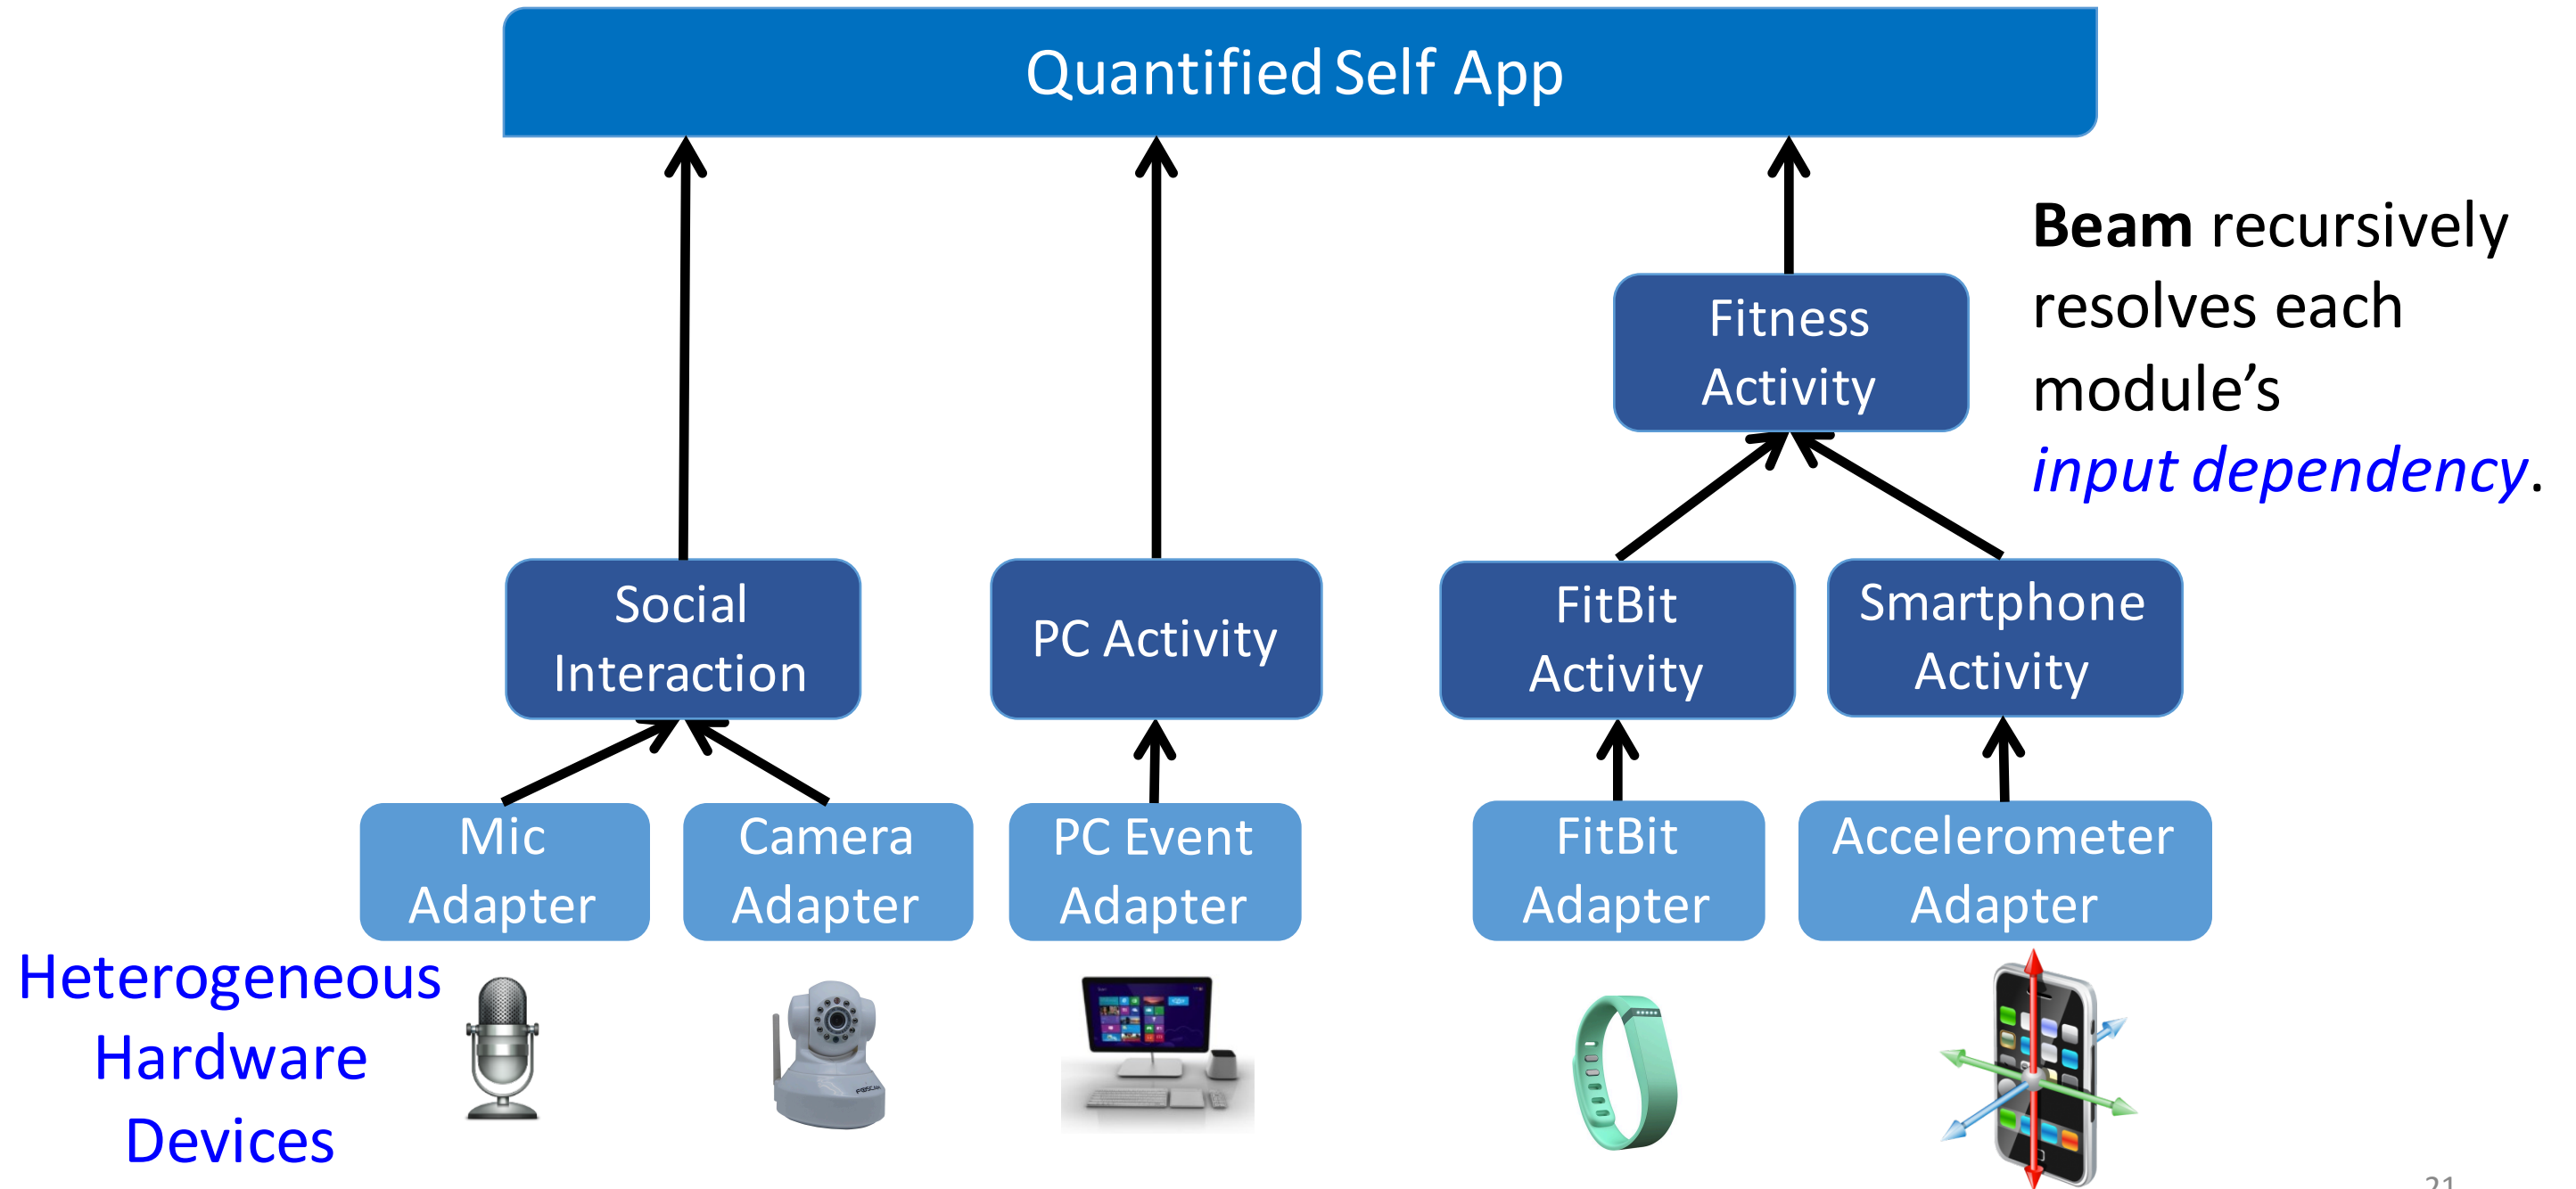 Quantified Self App
Beam recursively
resolves each
module’s
input dependency.
Fitness
Activity
Social
Interaction
PC Activity
FitBit
Activity
Smartphone
Activity
Mic
Adapter
Camera
Adapter
PC Event
Adapter
FitBit
Adapter
Accelerometer
Adapter
Heterogeneous
Hardware
Devices
21